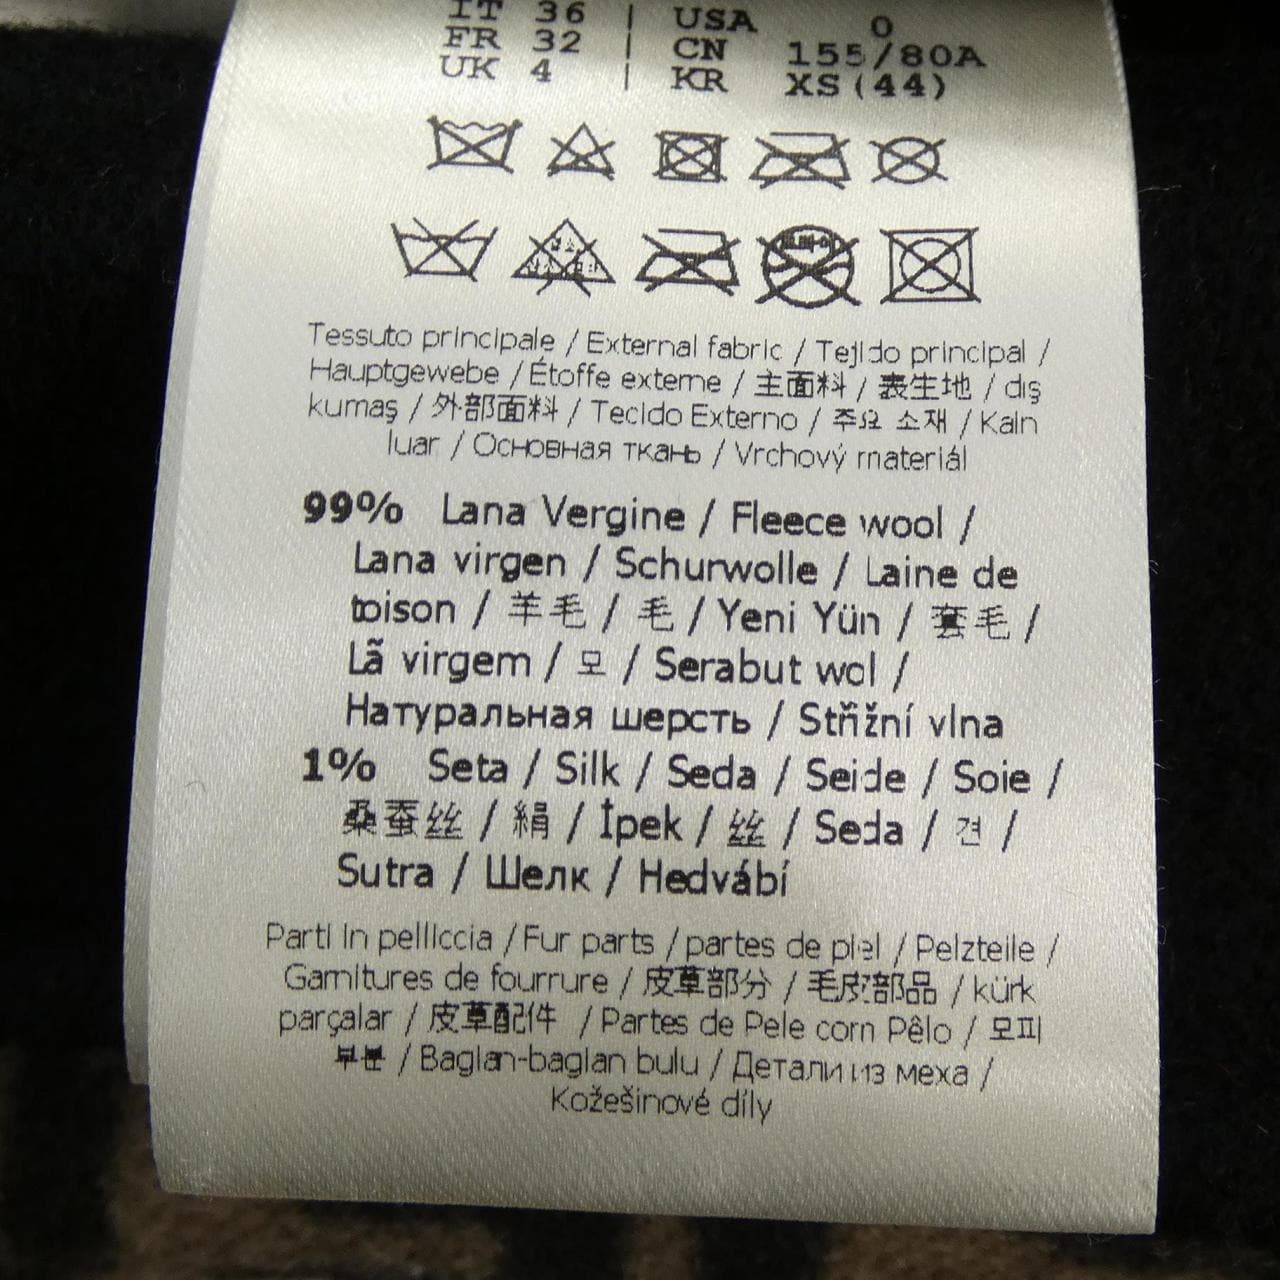 IT 36 | USA 0
FR 32 | CN 155/80A
UK 4 | KR XS(44)
Tessuto principale / External fabric / Tejido principal /
Hauptgewebe / Étoffe externe / 主面料 / 表生地 / dış
kumaş / 外部面料 / Tecido Externo / 주요 소재 / Kain
luar / Основная ткань / Vrchový materiál
99% Lana Vergine / Fleece wool /
Lana virgen / Schurwolle / Laine de
toison / 羊毛 / 毛 / Yeni Yün / 套毛 /
Lã virgem / 모 / Serabut wol /
Натуральная шерсть / Střižní vlna
1% Seta / Silk / Seda / Seide / Soie /
桑蚕丝 / 絹 / İpek / 丝 / Seda / 견 /
Sutra / Шелк / Hedvábí
Parti in pelliccia / Fur parts / partes de piel / Pelzteile /
Garnitures de fourrure / 皮草部分 / 毛皮部品 / kürk
parçalar / 皮草配件 / Partes de Pele com Pêlo / 모피
부분 / Baglan-baglan bulu / Детали из меха /
Kožešinové díly